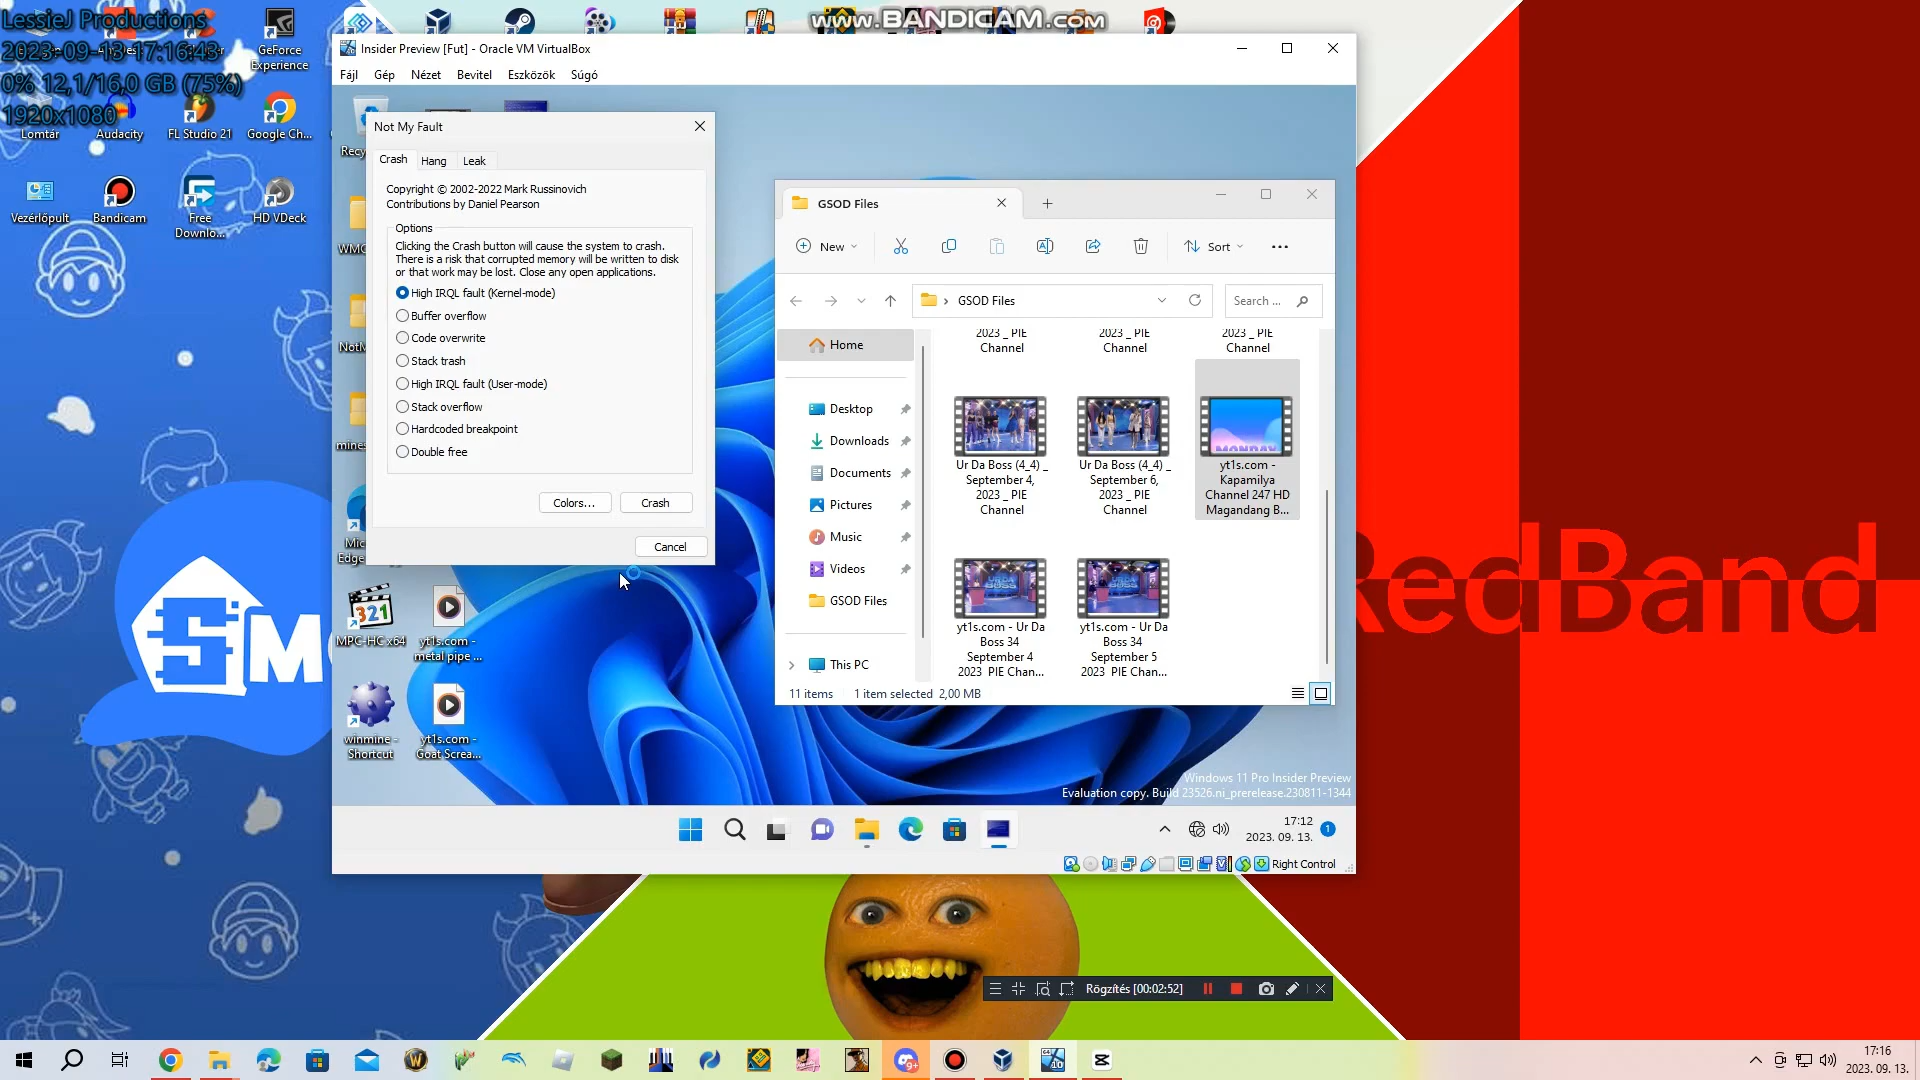 LessieJ Productions
2023-09-13-17:16:43
0% 12,1/16,0 GB (75%)
1920x1080
www.BANDICAM.com
GeForce
Experience
Lomtár
Audacity
FL Studio 21
Google Ch...
Vezérlőpult
Bandicam
Free
Downlo...
HD VDeck
Insider Preview [Fut] - Oracle VM VirtualBox
Fájl
Gép
Nézet
Bevitel
Eszközök
Súgó
Not My Fault
Crash
Hang
Leak
Copyright © 2002-2022 Mark Russinovich
Contributions by Daniel Pearson
Options
Clicking the Crash button will cause the system to crash.
There is a risk that corrupted memory will be written to disk
or that work may be lost. Close any open applications.
High IRQL fault (Kernel-mode)
Buffer overflow
Code overwrite
Stack trash
High IRQL fault (User-mode)
Stack overflow
Hardcoded breakpoint
Double free
Colors...
Crash
Cancel
MPC-HC x64
yt1s.com -
metal pipe ...
winmine -
Shortcut
yt1s.com -
Goat Screa...
GSOD Files
New
Sort
GSOD Files
Search ...
Home
Desktop
Downloads
Documents
Pictures
Music
Videos
GSOD Files
This PC
2023 _ PIE
Channel
2023 _ PIE
Channel
2023 _ PIE
Channel
Ur Da Boss (4_4) _
September 4,
2023 _ PIE
Channel
Ur Da Boss (4_4) _
September 6,
2023 _ PIE
Channel
MONDAY
yt1s.com -
Kapamilya
Channel 247 HD
Magandang B...
yt1s.com - Ur Da
Boss 34
September 4
2023 PIE Chan...
yt1s.com - Ur Da
Boss 34
September 5
2023 PIE Chan...
11 items
1 item selected 2,00 MB
Windows 11 Pro Insider Preview
Evaluation copy. Build 23526.ni_prerelease.230811-1344
17:12
2023. 09. 13.
1
Right Control
SM
RedBand
Rögzítés [00:02:52]
17:16
2023. 09. 13.